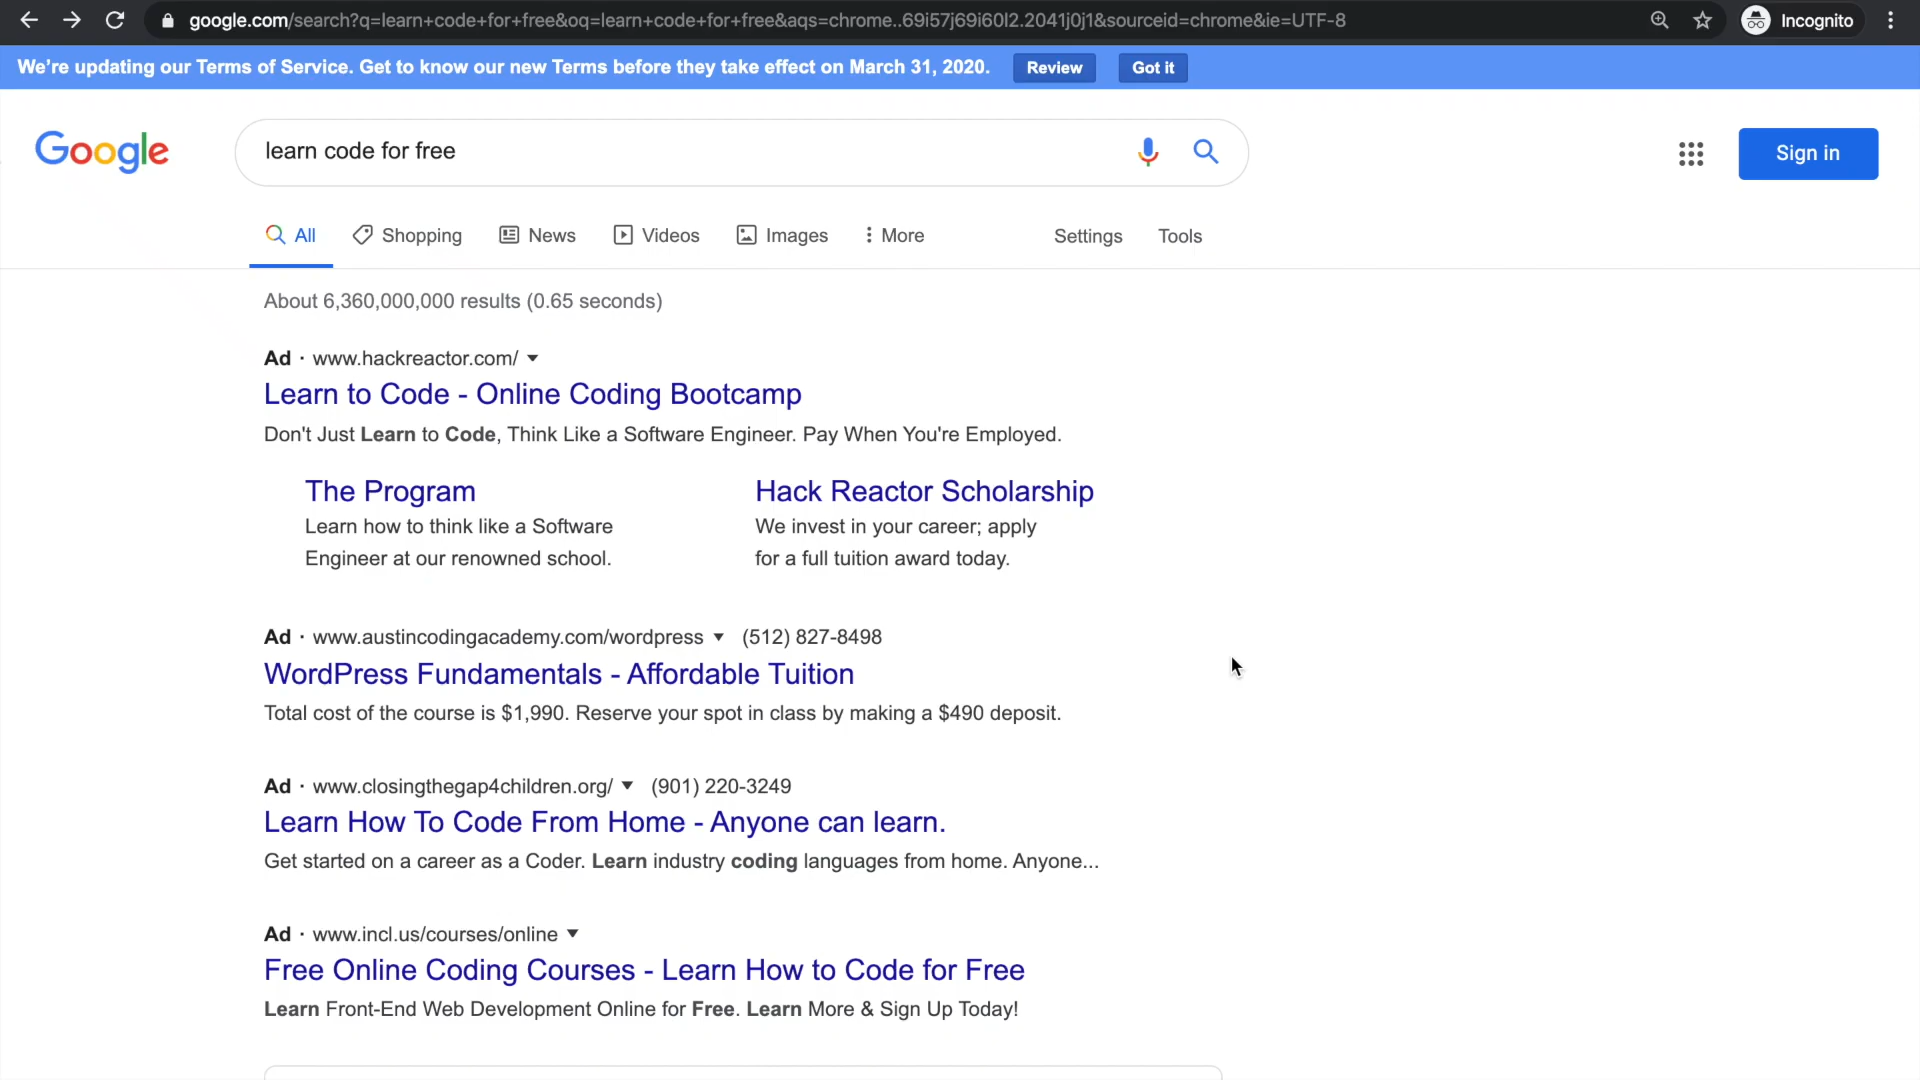 google.com/search?q=learn+code+for+free&oq=learn+code+for+free&aqs=chrome..69i57j69i60l2.2041j0j1&sourceid=chrome&ie=UTF-8
Incognito
We're updating our Terms of Service. Get to know our new Terms before they take effect on March 31, 2020. Review Got it
Google
learn code for free
Sign in
All Shopping News Videos Images More Settings Tools
About 6,360,000,000 results (0.65 seconds)
Ad · www.hackreactor.com/
Learn to Code - Online Coding Bootcamp
Don't Just Learn to Code, Think Like a Software Engineer. Pay When You're Employed.
The Program
Learn how to think like a Software
Engineer at our renowned school.
Hack Reactor Scholarship
We invest in your career; apply
for a full tuition award today.
Ad · www.austincodingacademy.com/wordpress (512) 827-8498
WordPress Fundamentals - Affordable Tuition
Total cost of the course is $1,990. Reserve your spot in class by making a $490 deposit.
Ad · www.closingthegap4children.org/ (901) 220-3249
Learn How To Code From Home - Anyone can learn.
Get started on a career as a Coder. Learn industry coding languages from home. Anyone...
Ad · www.incl.us/courses/online
Free Online Coding Courses - Learn How to Code for Free
Learn Front-End Web Development Online for Free. Learn More & Sign Up Today!